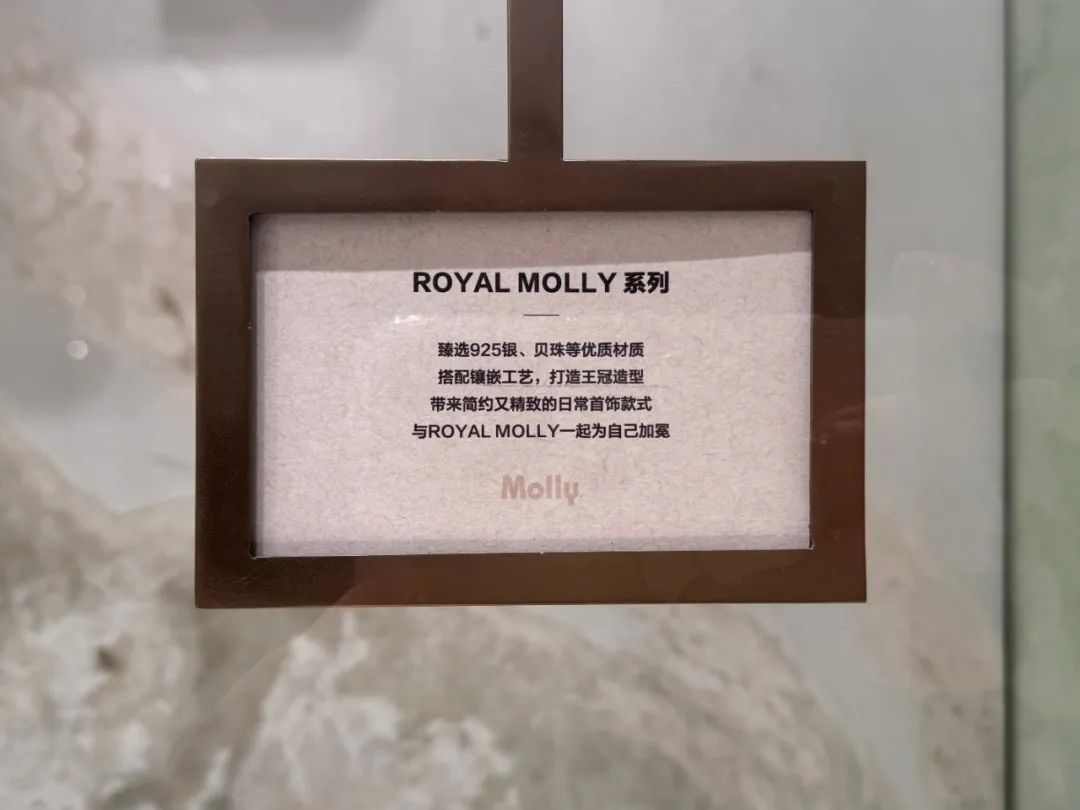 ROYAL MOLLY 系列
臻选925银、贝珠等优质材质
搭配镶嵌工艺，打造王冠造型
带来简约又精致的日常首饰款式
与ROYAL MOLLY一起为自己加冕
Molly